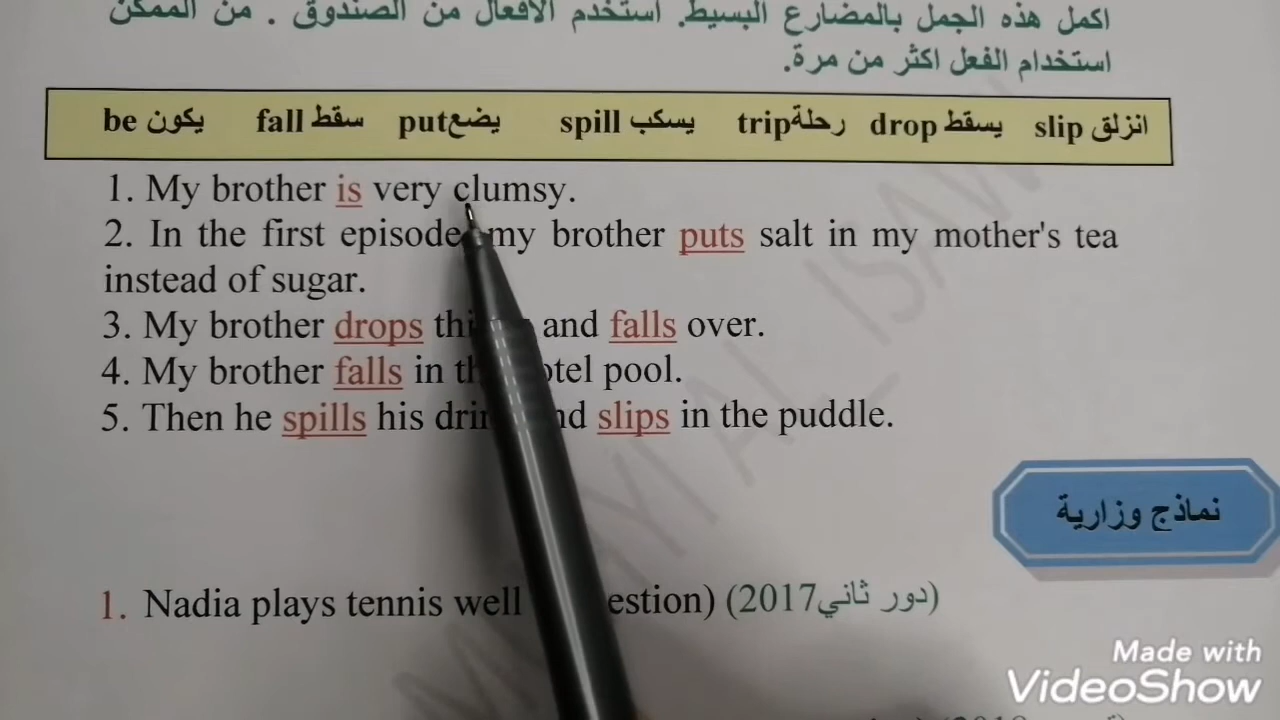 اكمل هذه الجمل بالمضارع البسيط. استخدم الافعال من الصندوق . من الممكن
استخدام الفعل اكثر من مرة.
be يكون fall سقط put يضع spill يسكب trip رحلة drop يسقط slip انزلق
1. My brother is very clumsy.
2. In the first episode my brother puts salt in my mother's tea
instead of sugar.
3. My brother drops and falls over.
4. My brother falls in pool.
5. Then he spills his and slips in the puddle.
نماذج وزارية
1. Nadia plays tennis well (دور ثاني2017)
Made with
VideoShow